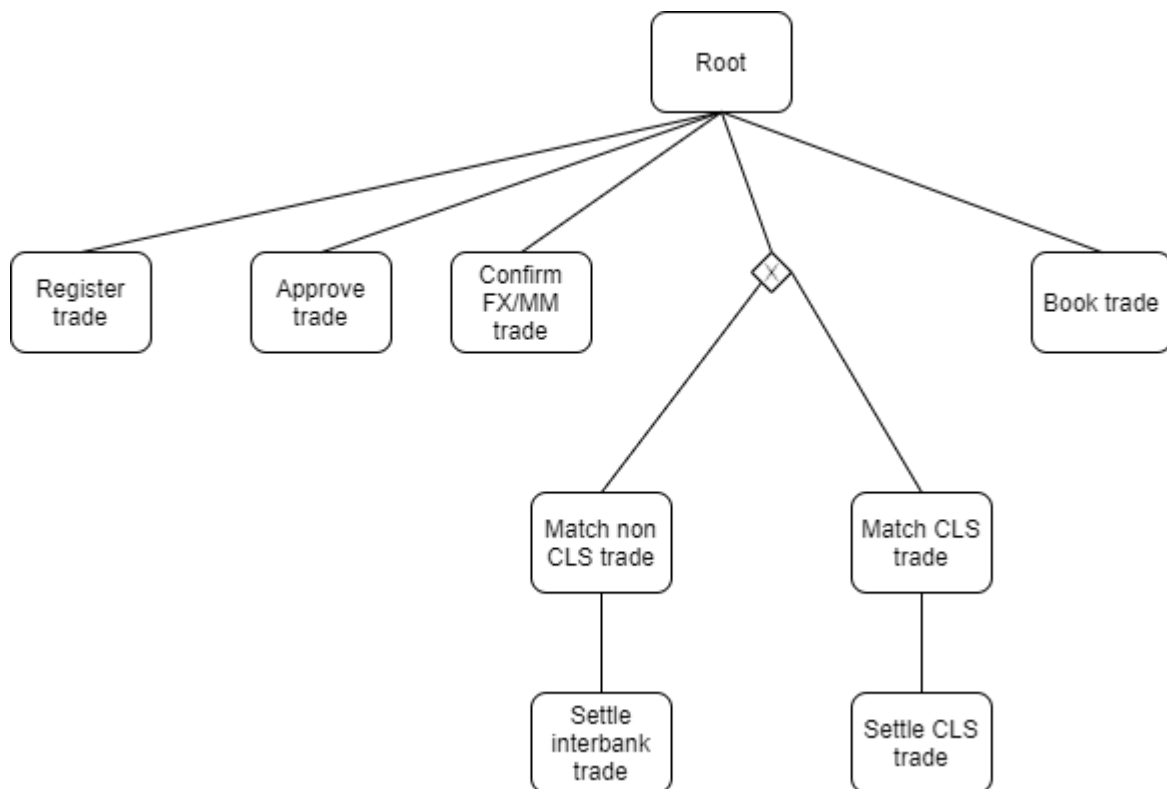 Root
Register
trade
Approve
trade
Confirm
FX/MM
trade
X
Book trade
Match non
CLS trade
Match CLS
trade
Settle
interbank
trade
Settle CLS
trade